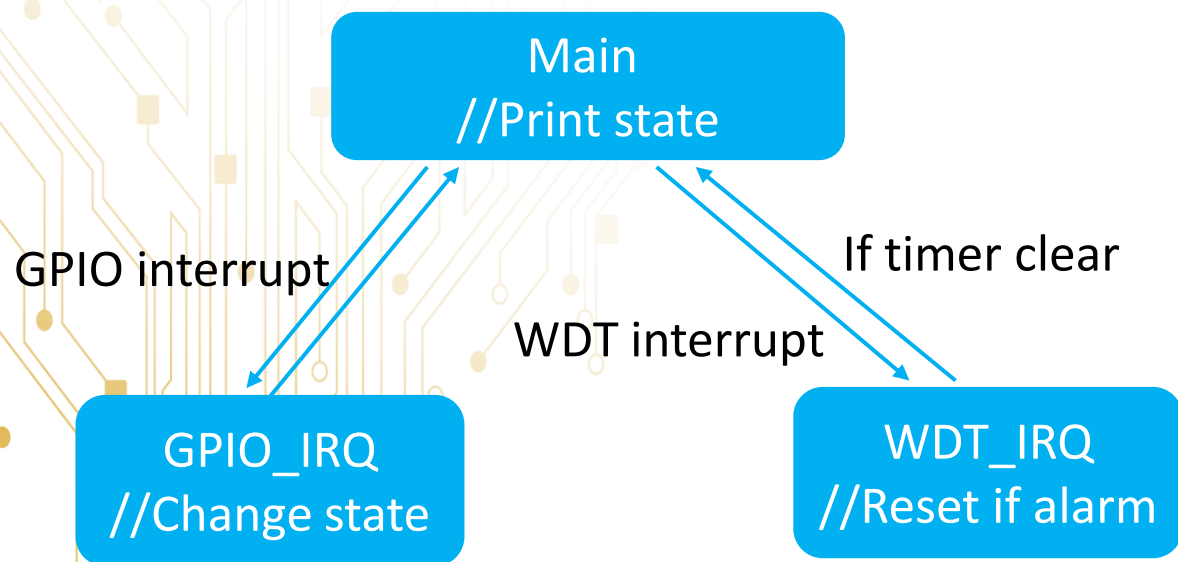 Main
//Print state
GPIO interrupt
If timer clear
WDT interrupt
GPIO_IRQ
//Change state
WDT_IRQ
//Reset if alarm